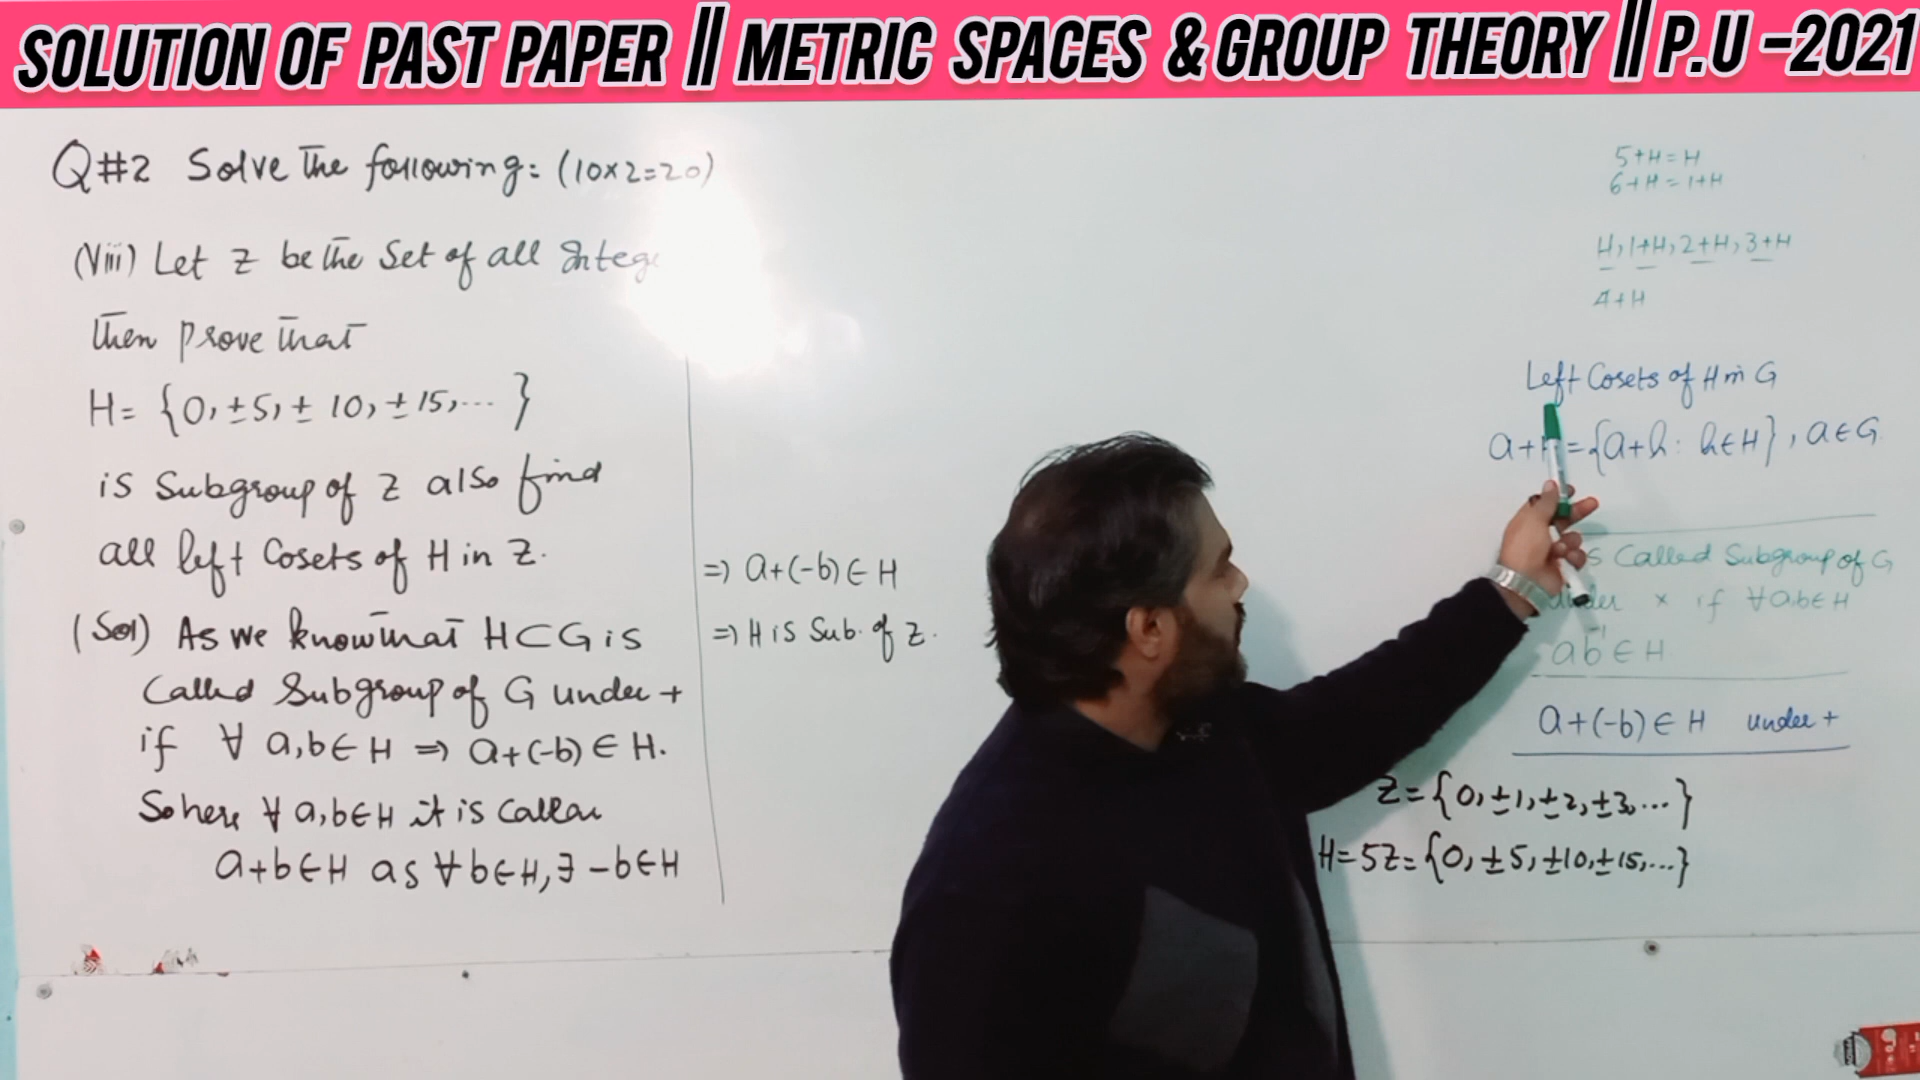 SOLUTION OF PAST PAPER || METRIC SPACES & GROUP THEORY || P.U -2021
Q#2 Solve the following: (10×2=20)
(Viii) Let Z be the Set of all
then prove that
H= {0, ±5, ± 10, ±15, ... }
is Subgroup of Z also find
all left Cosets of H in Z.
(Sol) As we know that H⊂G is
Called Subgroup of G under +
if ∀ a,b∈H ⇒ a+(-b)∈H.
So here ∀ a,b∈H it is
a+b∈H as ∀b∈H,∃ -b∈H
⇒ a+(-b)∈H
⇒ H is Sub. of Z.
5+H=H
6+H=1+H
H, 1+H, 2+H, 3+H
4+H
Left Cosets of H in G
={a+h: h∈H}, a∈G
Called Subgroup of G
× if ∀a,b∈H
ab⁻¹∈H
a+(-b)∈H under +
Z={0, ±1, ±2, ±3, ...}
H=5Z={0, ±5, ±10, ±15, ...}